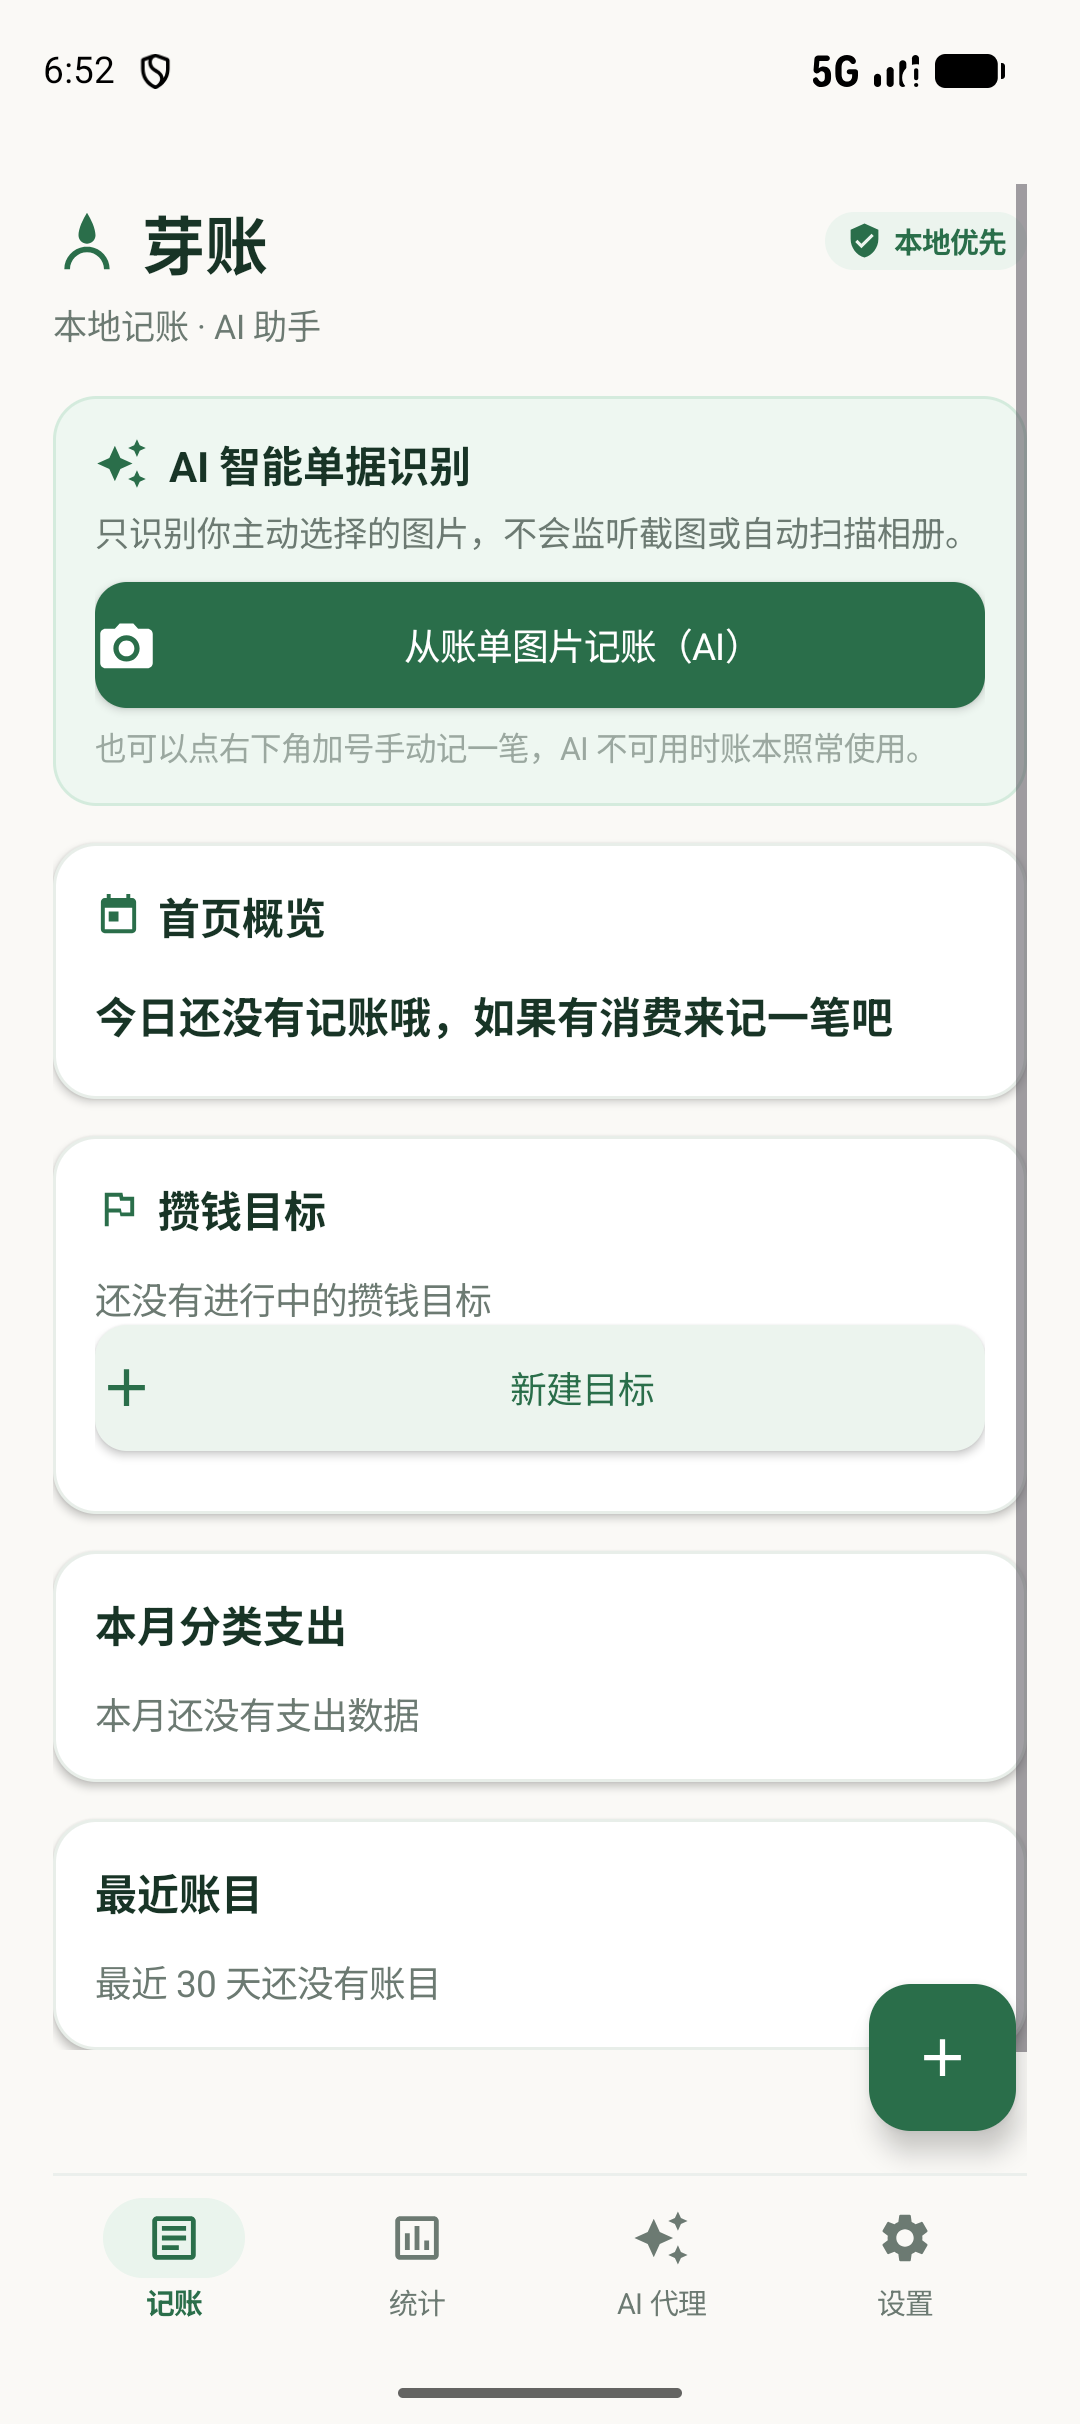 6:52
5G
芽账
本地优先
本地记账 · AI 助手
AI 智能单据识别
只识别你主动选择的图片，不会监听截图或自动扫描相册。
从账单图片记账（AI）
也可以点右下角加号手动记一笔，AI 不可用时账本照常使用。
首页概览
今日还没有记账哦，如果有消费来记一笔吧
攒钱目标
还没有进行中的攒钱目标
新建目标
本月分类支出
本月还没有支出数据
最近账目
最近 30 天还没有账目
记账
统计
AI 代理
设置